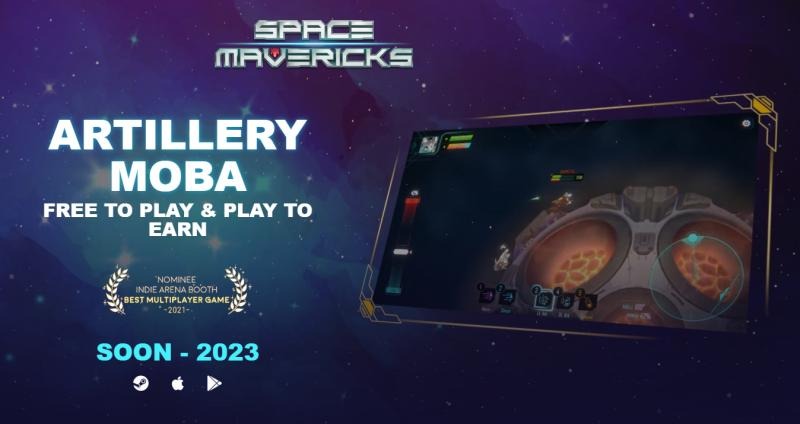 SPACE
MAVERICKS
ARTILLERY
MOBA
FREE TO PLAY & PLAY TO
EARN
NOMINEE
INDIE ARENA BOOTH
BEST MULTIPLAYER GAME
-2021-
SOON - 2023